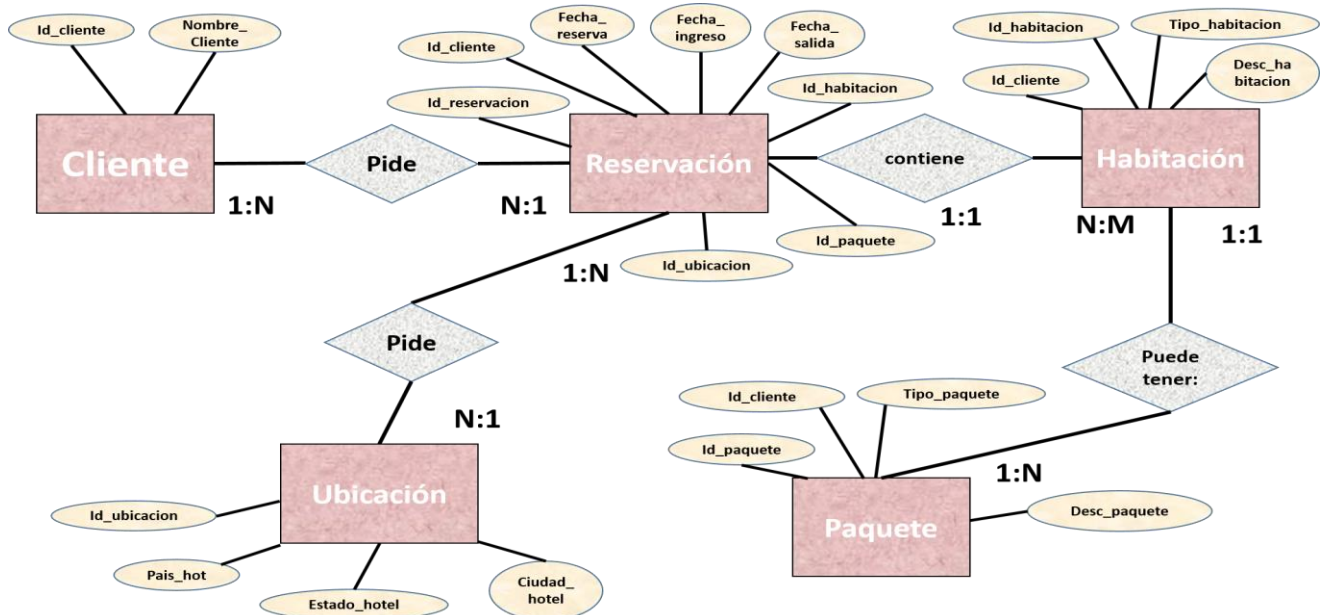 Id_cliente
Nombre_
Cliente
Cliente
1:N
Pide
N:1
Id_reservacion
Id_cliente
Fecha_
reserva
Fecha_
ingreso
Fecha_
salida
Id_habitacion
Reservación
Id_paquete
Id_ubicacion
1:N
contiene
1:1
N:M
1:1
Id_cliente
Id_habitacion
Tipo_habitacion
Desc_ha
bitacion
Habitación
Pide
N:1
Ubicación
Id_ubicacion
Pais_hot
Estado_hotel
Ciudad_
hotel
Puede
tener:
1:N
Id_cliente
Tipo_paquete
Id_paquete
Desc_paquete
Paquete